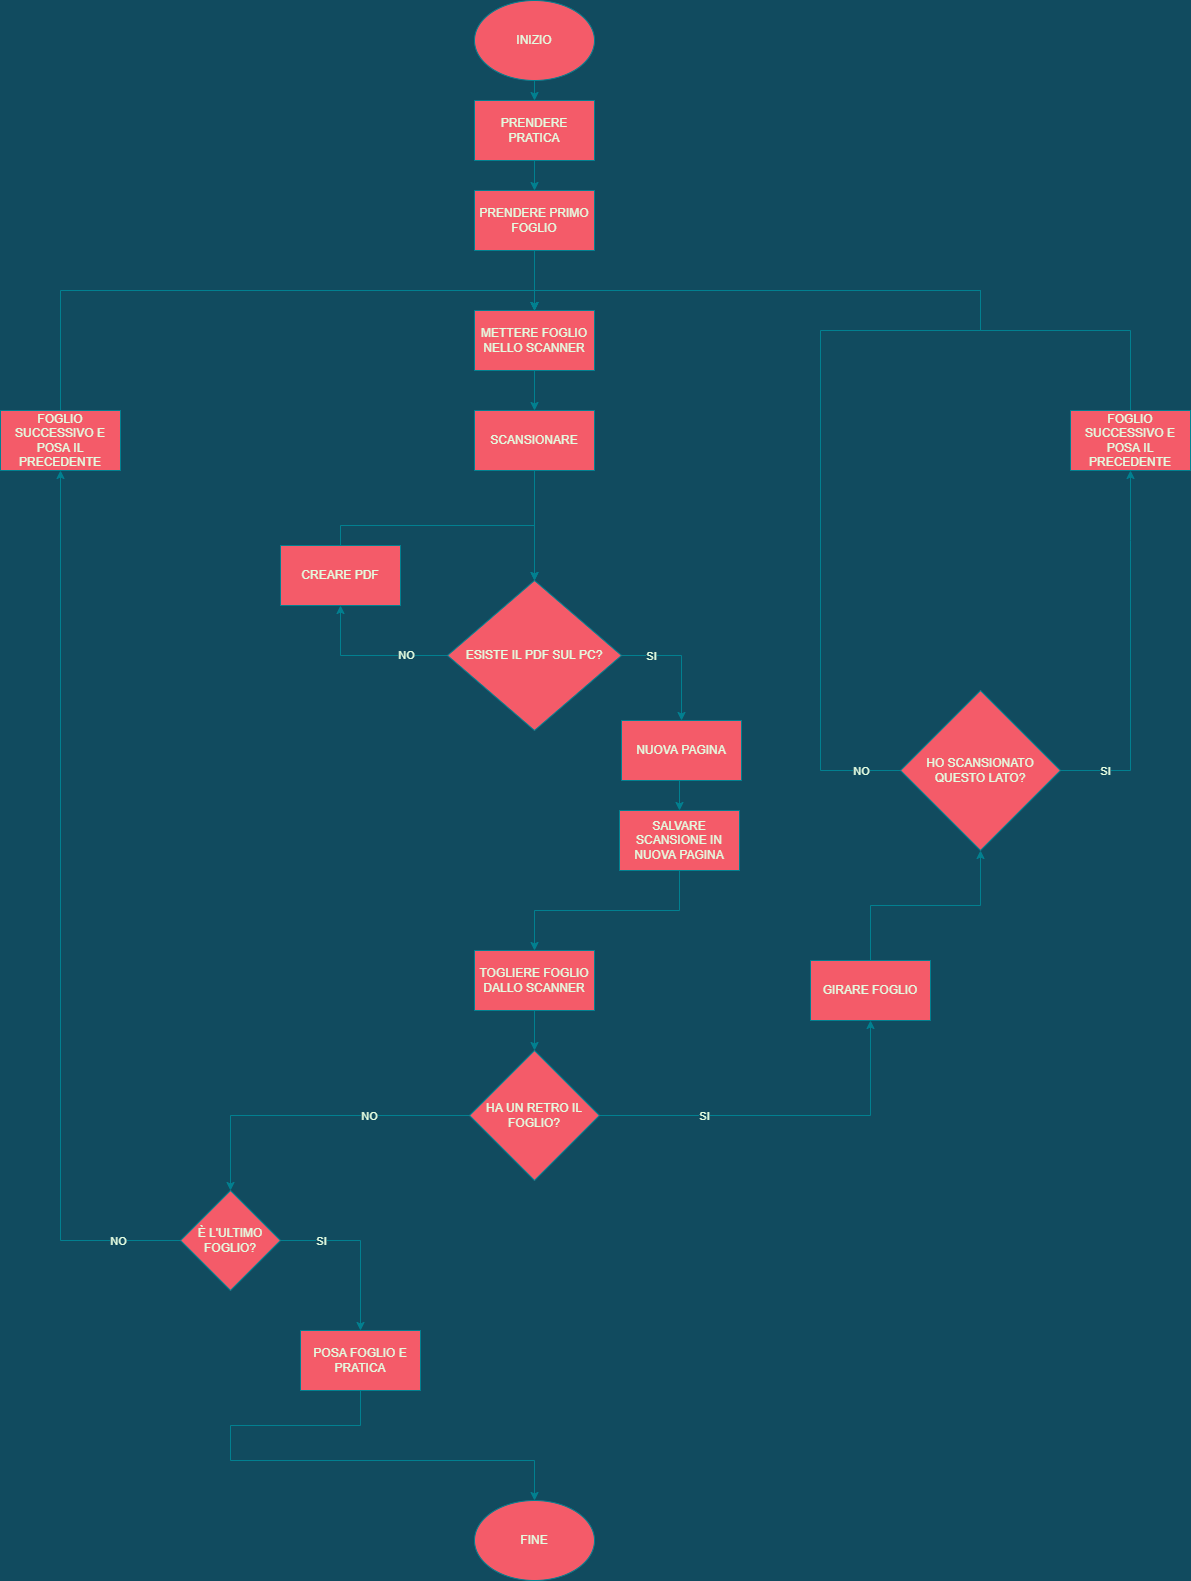 INIZIO
PRENDERE
PRATICA
PRENDERE PRIMO
FOGLIO
METTERE FOGLIO
NELLO SCANNER
SCANSIONARE
FOGLIO
SUCCESSIVO E
POSA IL
PRECEDENTE
FOGLIO
SUCCESSIVO E
POSA IL
PRECEDENTE
CREARE PDF
NO
ESISTE IL PDF SUL PC?
SI
NUOVA PAGINA
NO
HO SCANSIONATO
QUESTO LATO?
SI
SALVARE
SCANSIONE IN
NUOVA PAGINA
TOGLIERE FOGLIO
DALLO SCANNER
GIRARE FOGLIO
NO
HA UN RETRO IL
FOGLIO?
SI
NO
È L'ULTIMO
FOGLIO?
SI
POSA FOGLIO E
PRATICA
FINE